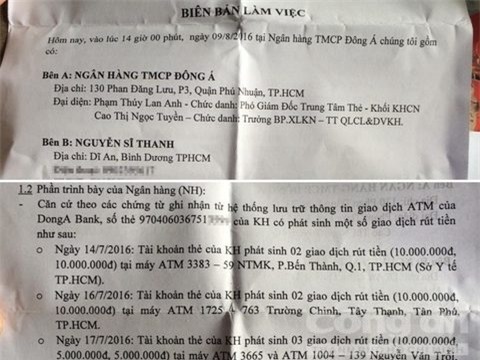 BIÊN BẢN LÀM VIỆC
Hôm nay, vào lúc 14 giờ 00 phút, ngày 09/8/2016 tại Ngân hàng TMCP Đông Á chúng tôi gồm
có:
Bên A: NGÂN HÀNG TMCP ĐÔNG Á
Địa chỉ: 130 Phan Đăng Lưu, P3, Quận Phú Nhuận, TP.HCM
Đại diện: Phạm Thúy Lan Anh - Chức danh: Phó Giám Đốc Trung Tâm Thẻ - Khối KHCN
Cao Thị Ngọc Tuyền – Chức danh: Trưởng BP.XLKN – TT QLCL&DVKH.
Bên B: NGUYỄN SĨ THANH
Địa chỉ: Dĩ An, Bình Dương TPHCM
1.2 Phần trình bày của Ngân hàng (NH):
- Căn cứ theo các chứng từ ghi nhận từ hệ thống lưu trữ thông tin giao dịch ATM của
DongA Bank, số thẻ 970406036751 của KH có phát sinh một số giao dịch rút tiền
như sau:
o Ngày 14/7/2016: Tài khoản thẻ của KH phát sinh 02 giao dịch rút tiền (10.000.000đ,
10.000.000đ) tại máy ATM 3383 – 59 NTMK, P.Bến Thành, Q.1, TP.HCM (Sở Y tế
TP.HCM).
o Ngày 16/7/2016: Tài khoản thẻ của KH phát sinh 02 giao dịch rút tiền (10.000.000đ,
10.000.000đ) tại máy ATM 1725 – 763 Trường Chinh, Tây Thạnh, Tân Phú,
TP.HCM.
o Ngày 17/7/2016: Tài khoản thẻ của KH phát sinh 03 giao dịch rút tiền (10.000.000đ,
5.000.000đ, 5.000.000đ) tại máy ATM 3665 và ATM 1004 – 139 Nguyễn Văn Trỗi,